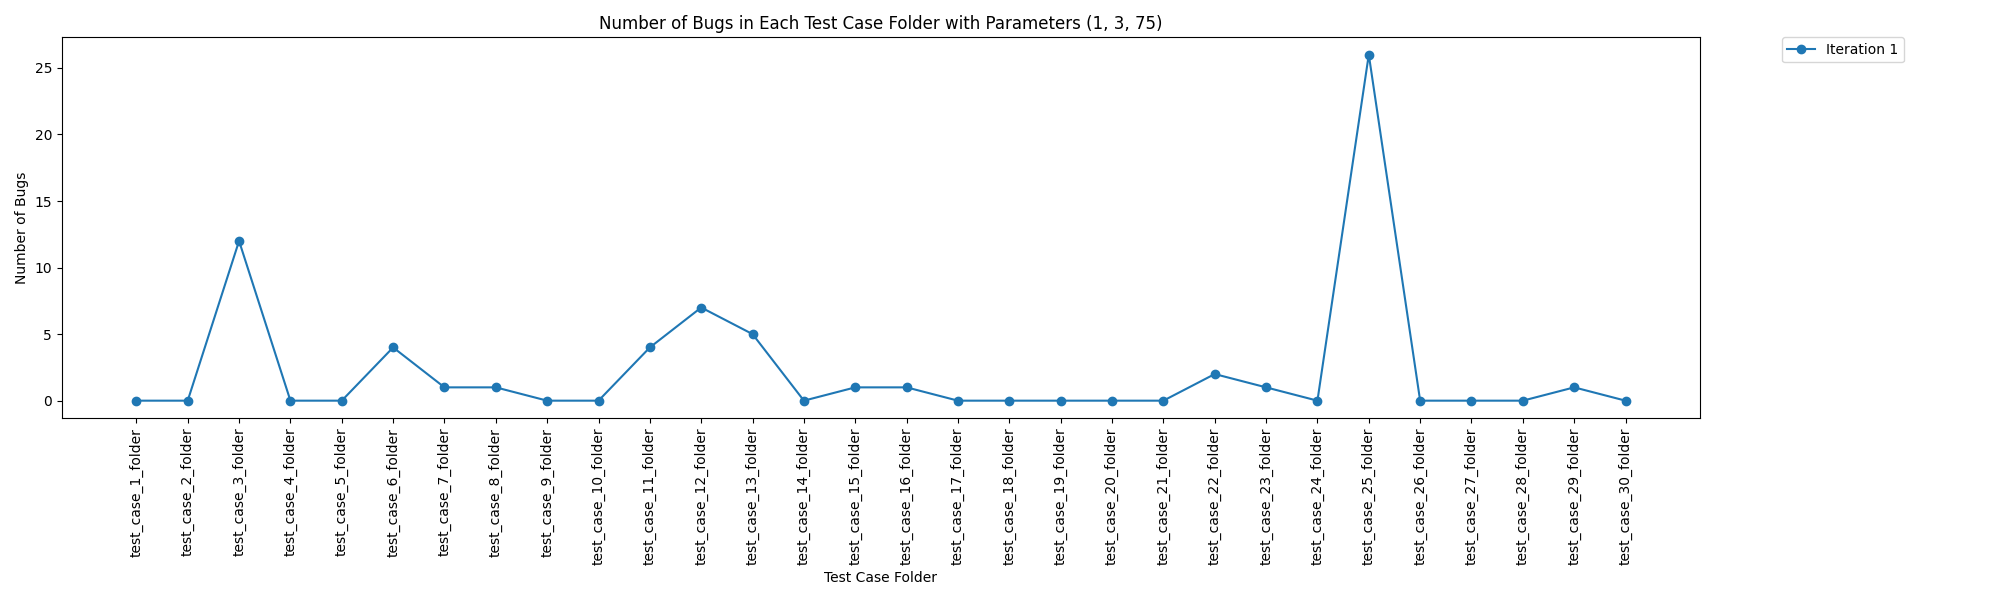 Number of Bugs in Each Test Case Folder with Parameters (1, 3, 75)
Iteration 1
Number of Bugs
25
20
15
10
5
0
test_case_1_folder
test_case_2_folder
test_case_3_folder
test_case_4_folder
test_case_5_folder
test_case_6_folder
test_case_7_folder
test_case_8_folder
test_case_9_folder
test_case_10_folder
test_case_11_folder
test_case_12_folder
test_case_13_folder
test_case_14_folder
test_case_15_folder
test_case_16_folder
test_case_17_folder
test_case_18_folder
test_case_19_folder
test_case_20_folder
test_case_21_folder
test_case_22_folder
test_case_23_folder
test_case_24_folder
test_case_25_folder
test_case_26_folder
test_case_27_folder
test_case_28_folder
test_case_29_folder
test_case_30_folder
Test Case Folder